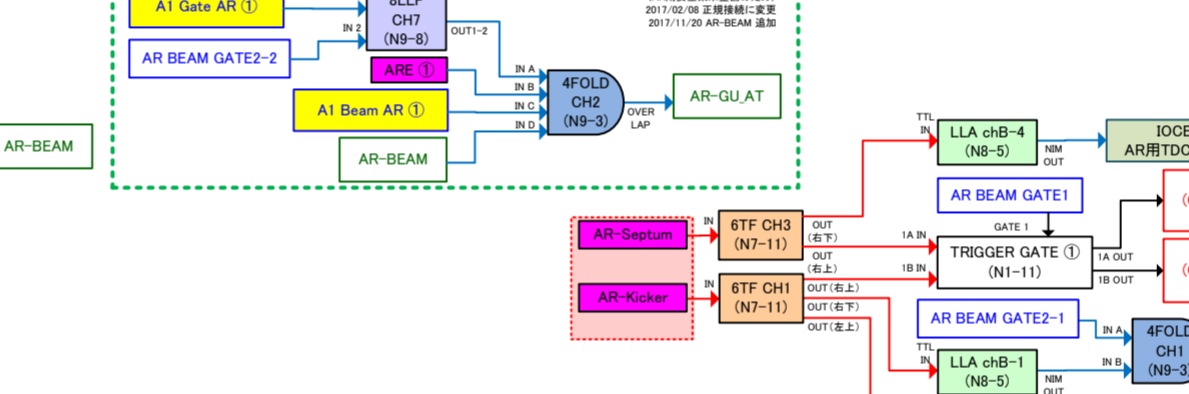 A1 Gate AR ①
CH7
(N9-8)
2017/02/08 正規接続に変更
2017/11/20 AR-BEAM 追加
IN 2
OUT1-2
AR BEAM GATE2-2
ARE ①
IN A
IN B
IN C
IN D
4FOLD
CH2
(N9-3)
OVER
LAP
AR-GU_AT
A1 Beam AR ①
AR-BEAM
AR-BEAM
TTL
IN
LLA chB-4
(N8-5)
NIM
OUT
AR用TDC
AR BEAM GATE1
GATE 1
AR-Septum
IN
6TF CH3
(N7-11)
OUT
(右下)
OUT
(右上)
1A IN
1B IN
TRIGGER GATE ①
(N1-11)
1A OUT
1B OUT
AR-Kicker
IN
6TF CH1
(N7-11)
OUT(右上)
OUT(右下)
OUT(左上)
AR BEAM GATE2-1
IN A
IN B
4FOLD
CH1
(N9-3)
TTL
IN
LLA chB-1
(N8-5)
NIM
OUT